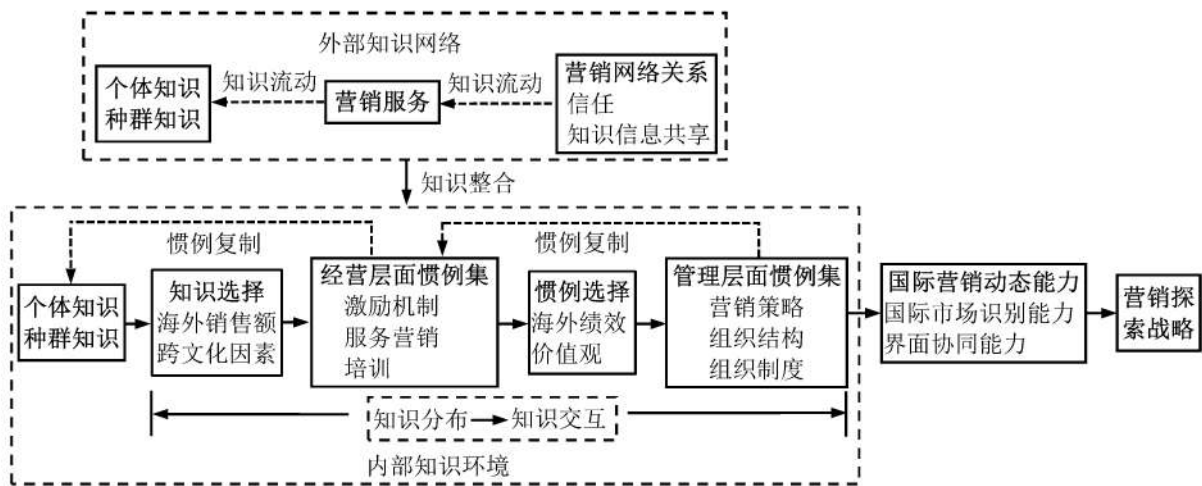 外部知识网络
个体知识
种群知识
知识流动
营销服务
知识流动
营销网络关系
信任
知识信息共享
知识整合
惯例复制
惯例复制
个体知识
种群知识
知识选择
海外销售额
跨文化因素
经营层面惯例集
激励机制
服务营销
培训
惯例选择
海外绩效
价值观
管理层面惯例集
营销策略
组织结构
组织制度
国际营销动态能力
国际市场识别能力
界面协同能力
营销探
索战略
知识分布
知识交互
内部知识环境